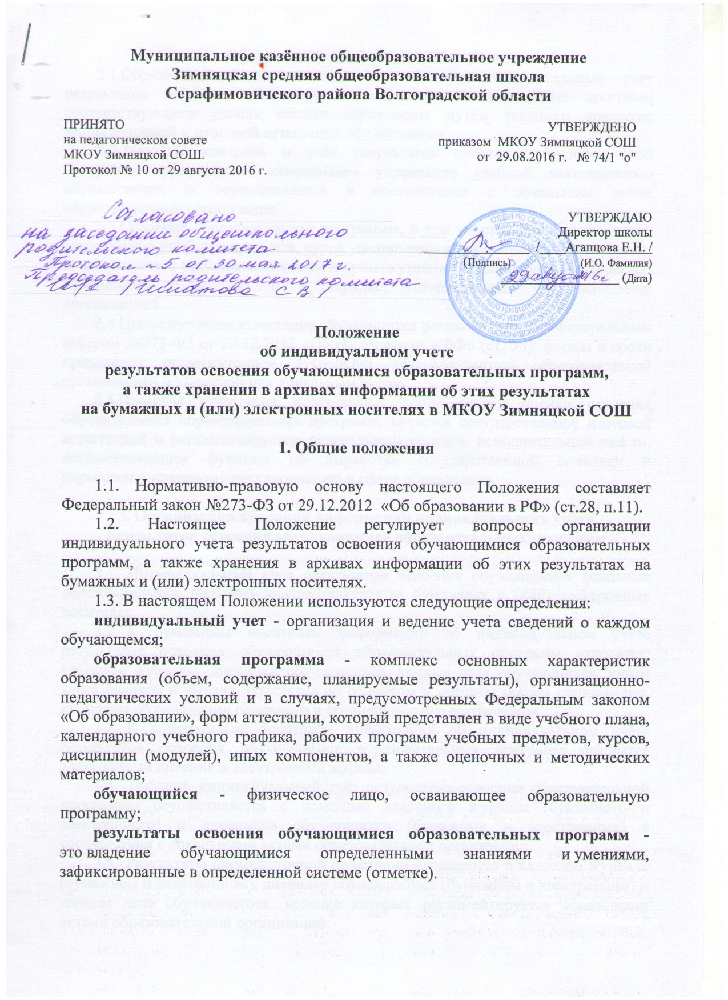 Муниципальное казённое общеобразовательное учреждение
Зимняцкая средняя общеобразовательная школа
Серафимовичского района Волгоградской области
ПРИНЯТО
на педагогическом совете
МКОУ Зимняцкой СОШ.
Протокол № 10 от 29 августа 2016 г.
УТВЕРЖДЕНО
приказом МКОУ Зимняцкой СОШ
от 29.08.2016 г. № 74/1 "о"
Согласовано
на заседании общешкольного
родительского комитета
Протокол № 5 от 30 мая 2017 г.
Председатель родительского комитета
УТВЕРЖДАЮ
Директор школы
/ Агапцова Е.Н. /
(Подпись) (И.О. Фамилия)
(Дата)
Положение
об индивидуальном учете
результатов освоения обучающимися образовательных программ,
а также хранении в архивах информации об этих результатах
на бумажных и (или) электронных носителях в МКОУ Зимняцкой СОШ
1. Общие положения
1.1. Нормативно-правовую основу настоящего Положения составляет
Федеральный закон №273-ФЗ от 29.12.2012 «Об образовании в РФ» (ст.28, п.11).
1.2. Настоящее Положение регулирует вопросы организации
индивидуального учета результатов освоения обучающимися образовательных
программ, а также хранения в архивах информации об этих результатах на
бумажных и (или) электронных носителях.
1.3. В настоящем Положении используются следующие определения:
индивидуальный учет - организация и ведение учета сведений о каждом
обучающемся;
образовательная программа - комплекс основных характеристик
образования (объем, содержание, планируемые результаты), организационно-
педагогических условий и в случаях, предусмотренных Федеральным законом
«Об образовании», форм аттестации, который представлен в виде учебного плана,
календарного учебного графика, рабочих программ учебных предметов, курсов,
дисциплин (модулей), иных компонентов, а также оценочных и методических
материалов;
обучающийся - физическое лицо, осваивающее образовательную
программу;
результаты освоения обучающимися образовательных программ -
это владение обучающимися определенными знаниями и умениями,
зафиксированные в определенной системе (отметке).